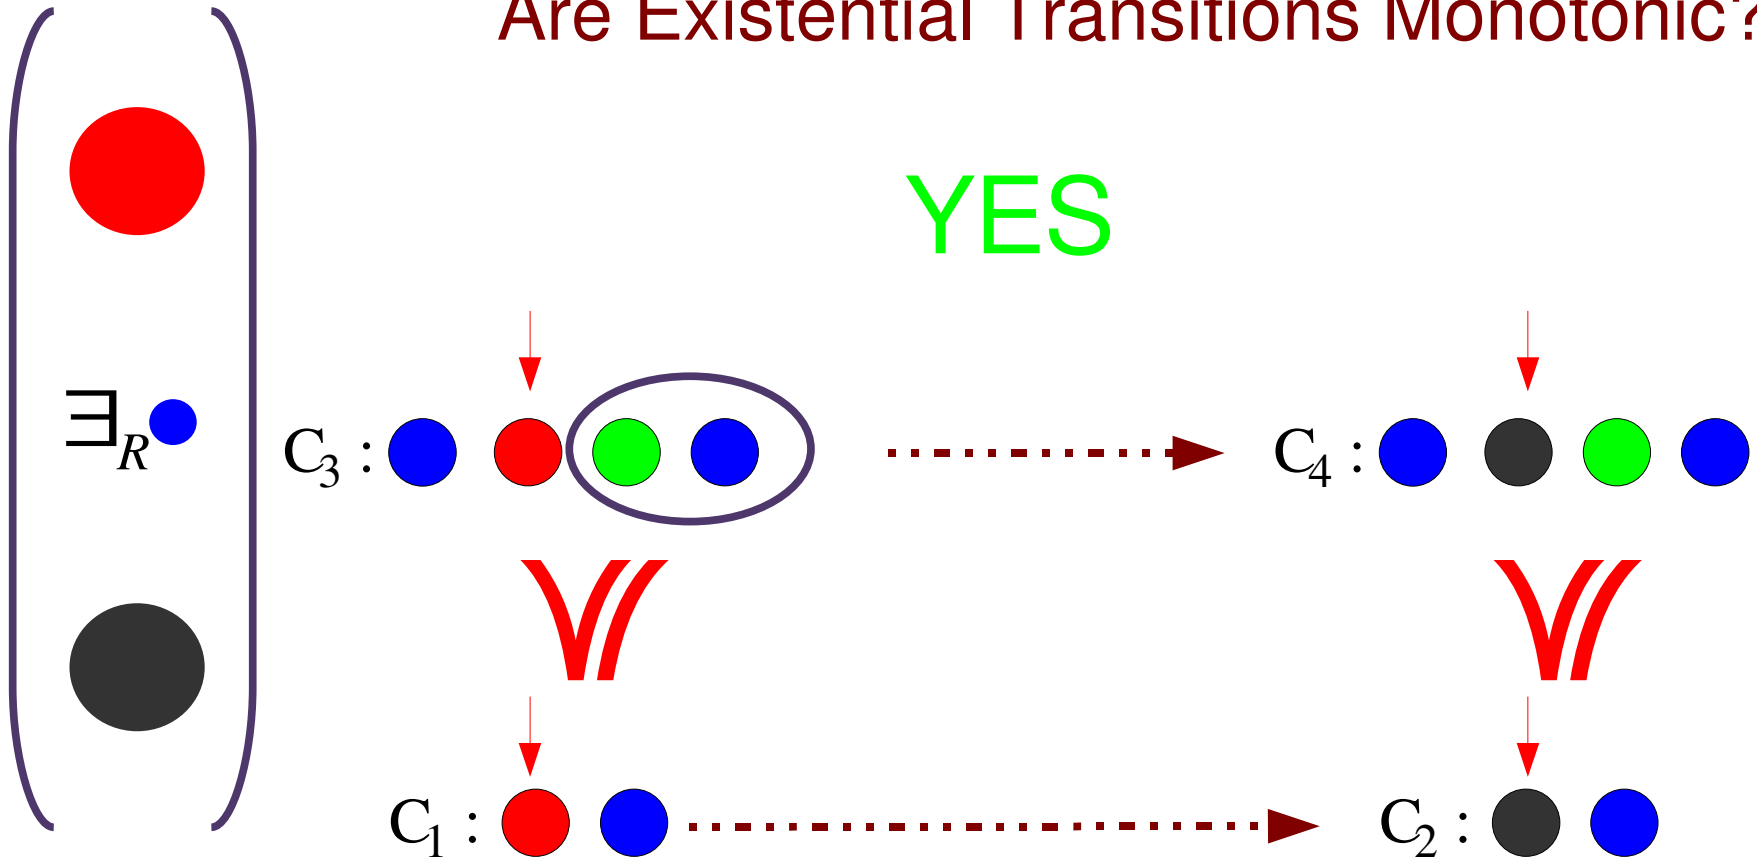 Are Existential Transitions Monotonic?
YES
∃R
C3 :
C4 :
C1 :
C2 :